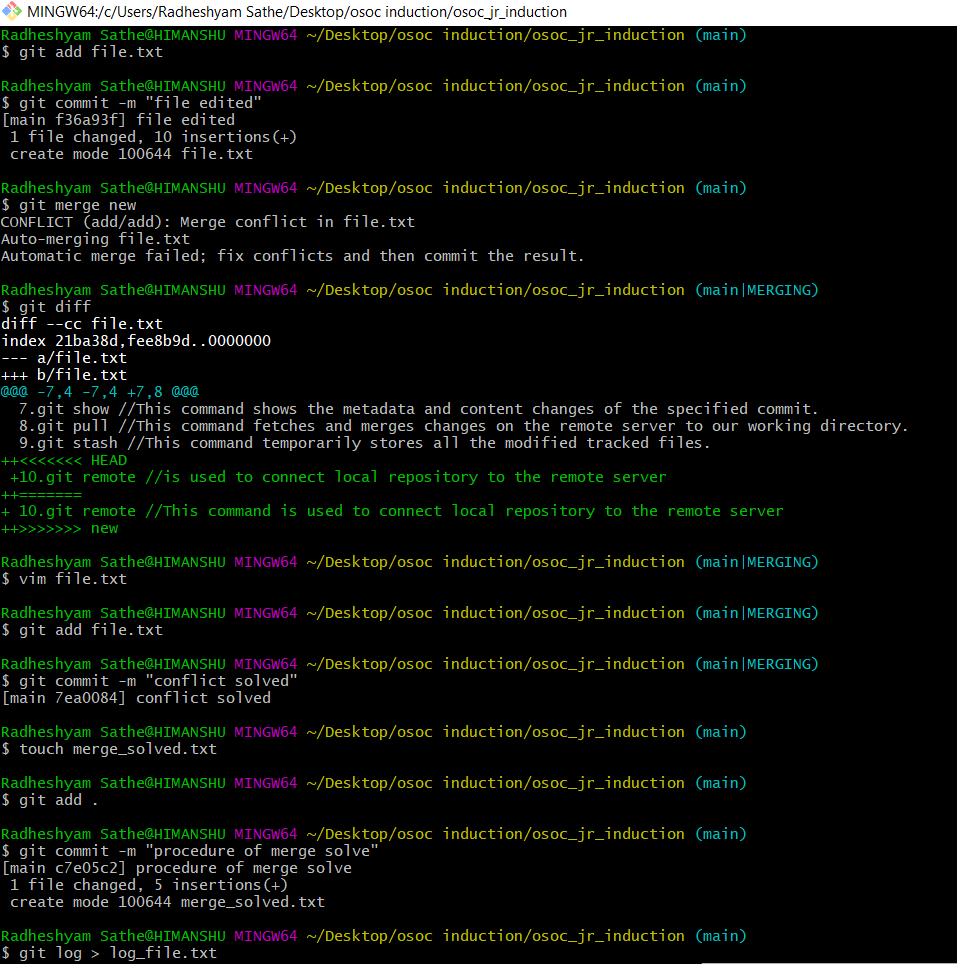 MINGW64:/c/Users/Radheshyam Sathe/Desktop/osoc induction/osoc_jr_induction
Radheshyam Sathe@HIMANSHU MINGW64 ~/Desktop/osoc induction/osoc_jr_induction (main)
$ git add file.txt
Radheshyam Sathe@HIMANSHU MINGW64 ~/Desktop/osoc induction/osoc_jr_induction (main)
$ git commit -m "file edited"
[main f36a93f] file edited
 1 file changed, 10 insertions(+)
 create mode 100644 file.txt
Radheshyam Sathe@HIMANSHU MINGW64 ~/Desktop/osoc induction/osoc_jr_induction (main)
$ git merge new
CONFLICT (add/add): Merge conflict in file.txt
Auto-merging file.txt
Automatic merge failed; fix conflicts and then commit the result.
Radheshyam Sathe@HIMANSHU MINGW64 ~/Desktop/osoc induction/osoc_jr_induction (main|MERGING)
$ git diff
diff --cc file.txt
index 21ba38d,fee8b9d..0000000
--- a/file.txt
+++ b/file.txt
@@@ -7,4 -7,4 +7,8 @@@
  7.git show //This command shows the metadata and content changes of the specified commit.
  8.git pull //This command fetches and merges changes on the remote server to our working directory.
  9.git stash //This command temporarily stores all the modified tracked files.
++<<<<<<< HEAD
 +10.git remote //is used to connect local repository to the remote server
++=======
+ 10.git remote //This command is used to connect local repository to the remote server
++>>>>>>> new
Radheshyam Sathe@HIMANSHU MINGW64 ~/Desktop/osoc induction/osoc_jr_induction (main|MERGING)
$ vim file.txt
Radheshyam Sathe@HIMANSHU MINGW64 ~/Desktop/osoc induction/osoc_jr_induction (main|MERGING)
$ git add file.txt
Radheshyam Sathe@HIMANSHU MINGW64 ~/Desktop/osoc induction/osoc_jr_induction (main|MERGING)
$ git commit -m "conflict solved"
[main 7ea0084] conflict solved
Radheshyam Sathe@HIMANSHU MINGW64 ~/Desktop/osoc induction/osoc_jr_induction (main)
$ touch merge_solved.txt
Radheshyam Sathe@HIMANSHU MINGW64 ~/Desktop/osoc induction/osoc_jr_induction (main)
$ git add .
Radheshyam Sathe@HIMANSHU MINGW64 ~/Desktop/osoc induction/osoc_jr_induction (main)
$ git commit -m "procedure of merge solve"
[main c7e05c2] procedure of merge solve
 1 file changed, 5 insertions(+)
 create mode 100644 merge_solved.txt
Radheshyam Sathe@HIMANSHU MINGW64 ~/Desktop/osoc induction/osoc_jr_induction (main)
$ git log > log_file.txt